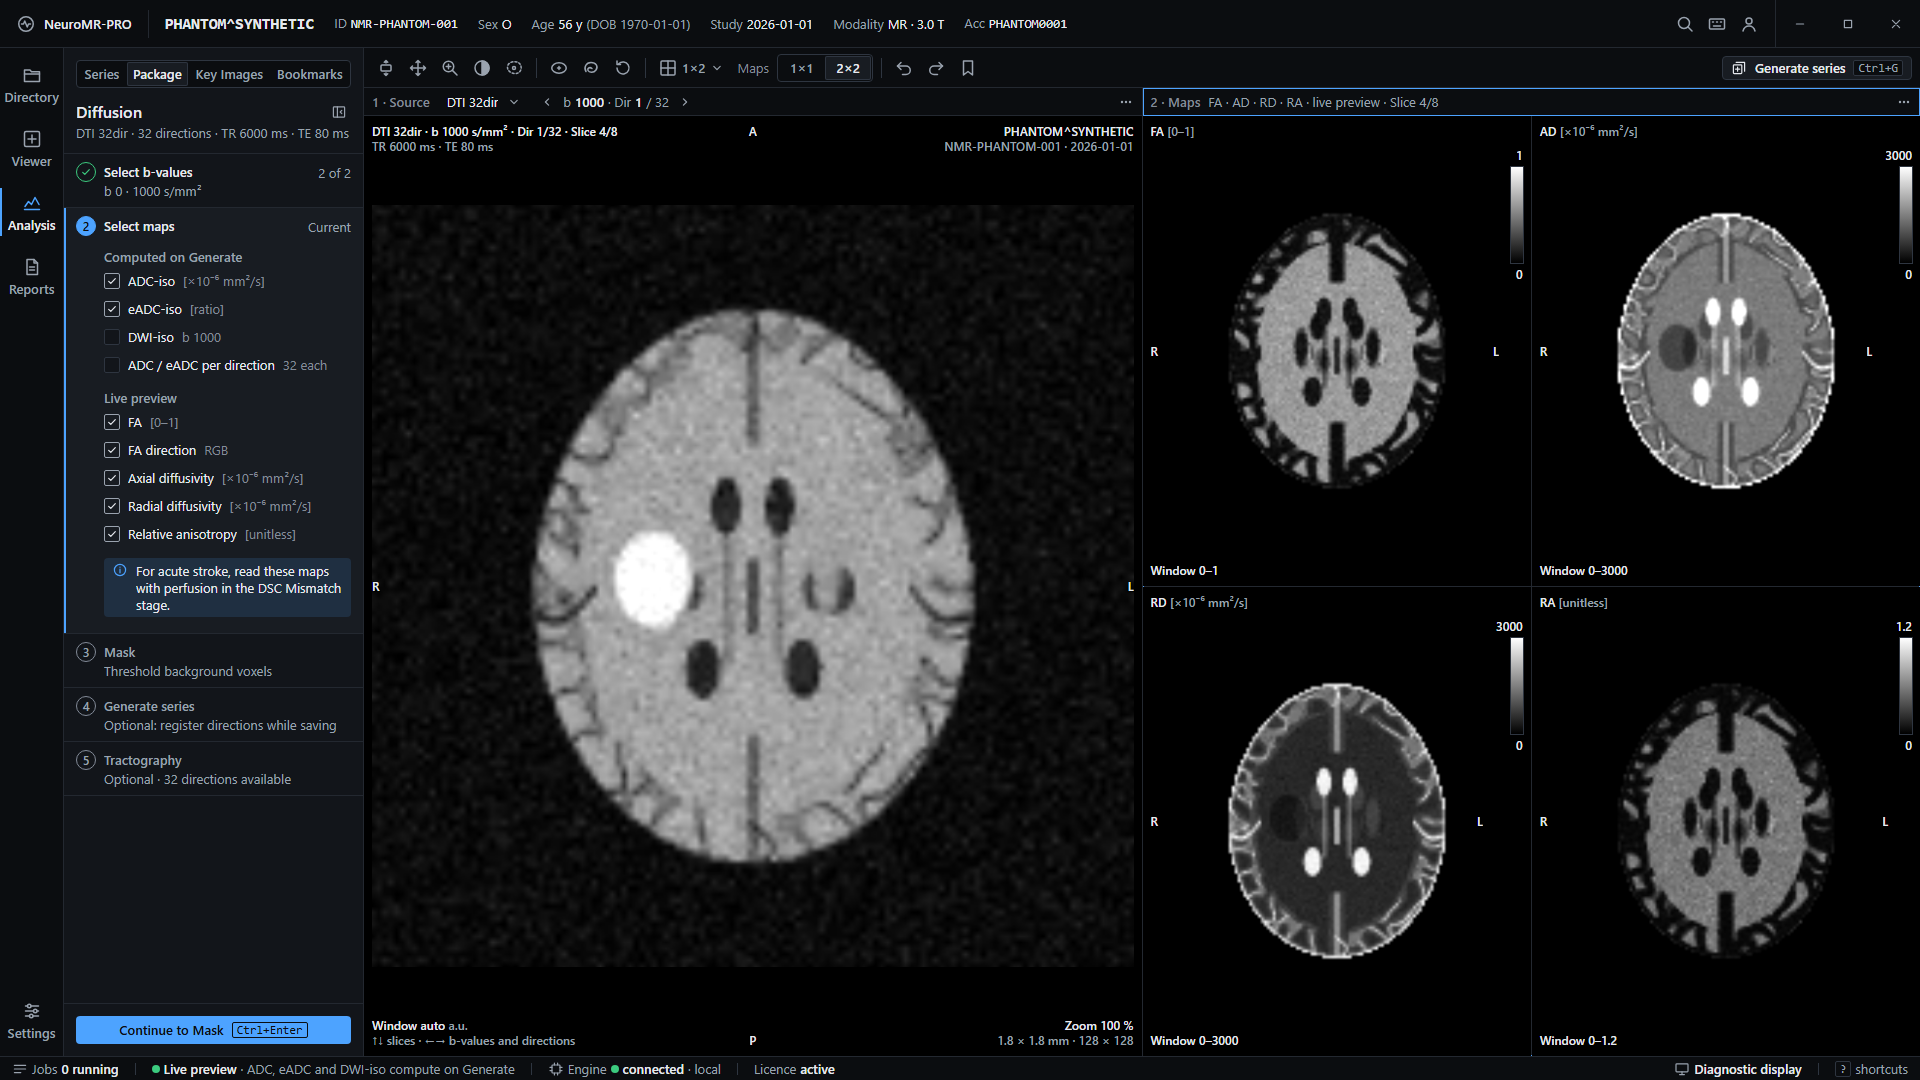 NeuroMR-PRO
PHANTOM^SYNTHETIC
ID NMR-PHANTOM-001
Sex O
Age 56 y (DOB 1970-01-01)
Study 2026-01-01
Modality MR · 3.0 T
Acc PHANTOM0001
Directory
Viewer
Analysis
Reports
Settings
Series
Package
Key Images
Bookmarks
Diffusion
DTI 32dir · 32 directions · TR 6000 ms · TE 80 ms
Select b-values
2 of 2
b 0 · 1000 s/mm²
2
Select maps
Current
Computed on Generate
ADC-iso [×10⁻⁶ mm²/s]
eADC-iso [ratio]
DWI-iso b 1000
ADC / eADC per direction 32 each
Live preview
FA [0–1]
FA direction RGB
Axial diffusivity [×10⁻⁶ mm²/s]
Radial diffusivity [×10⁻⁶ mm²/s]
Relative anisotropy [unitless]
For acute stroke, read these maps
with perfusion in the DSC Mismatch
stage.
3
Mask
Threshold background voxels
4
Generate series
Optional: register directions while saving
5
Tractography
Optional · 32 directions available
Continue to Mask Ctrl+Enter
1×2
Maps
1×1
2×2
Generate series Ctrl+G
1 · Source
DTI 32dir
b 1000 · Dir 1 / 32
DTI 32dir · b 1000 s/mm² · Dir 1/32 · Slice 4/8
TR 6000 ms · TE 80 ms
A
PHANTOM^SYNTHETIC
NMR-PHANTOM-001 · 2026-01-01
R
L
Window auto a.u.
↑↓ slices · ←→ b-values and directions
P
Zoom 100 %
1.8 × 1.8 mm · 128 × 128
2 · Maps FA · AD · RD · RA · live preview · Slice 4/8
FA [0–1]
1
0
R
L
Window 0–1
AD [×10⁻⁶ mm²/s]
3000
0
R
L
Window 0–3000
RD [×10⁻⁶ mm²/s]
3000
0
R
L
Window 0–3000
RA [unitless]
1.2
0
R
L
Window 0–1.2
Jobs 0 running
Live preview · ADC, eADC and DWI-iso compute on Generate
Engine connected · local
Licence active
Diagnostic display
? shortcuts